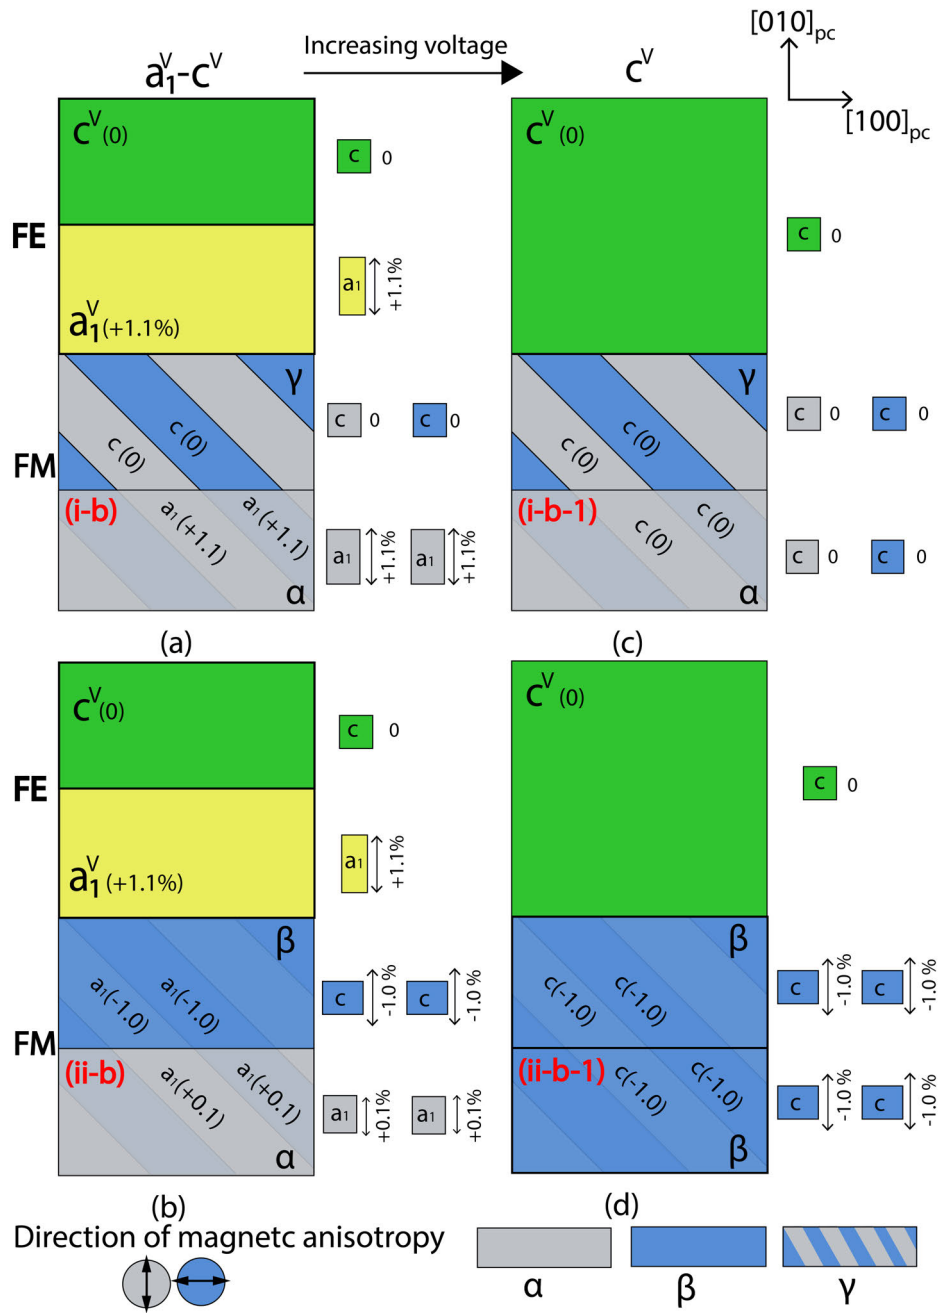 Increasing voltage
a₁ⱽ-cⱽ
cⱽ
[010]pc
[100]pc
FE
cⱽ(0)
a₁ⱽ(+1.1%)
c 0
a₁ +1.1%
cⱽ(0)
c 0
FM
γ
c (0)
c (0)
c 0
c 0
(i-b)
a₁(+1.1)
a₁(+1.1)
α
a₁ +1.1%
a₁ +1.1%
γ
c (0)
c (0)
c 0
c 0
(i-b-1)
c (0)
c (0)
α
c 0
c 0
(a)
(c)
FE
cⱽ(0)
a₁ⱽ(+1.1%)
c 0
a₁ +1.1%
cⱽ(0)
c 0
FM
β
a₁(-1.0)
a₁(-1.0)
c -1.0 %
c -1.0 %
(ii-b)
a₁(+0.1)
a₁(+0.1)
α
a₁ +0.1%
a₁ +0.1%
β
c(-1.0)
c(-1.0)
c -1.0 %
c -1.0 %
(ii-b-1)
c(-1.0)
c(-1.0)
β
c -1.0 %
c -1.0 %
(b)
(d)
Direction of magnetc anisotropy
α
β
γ